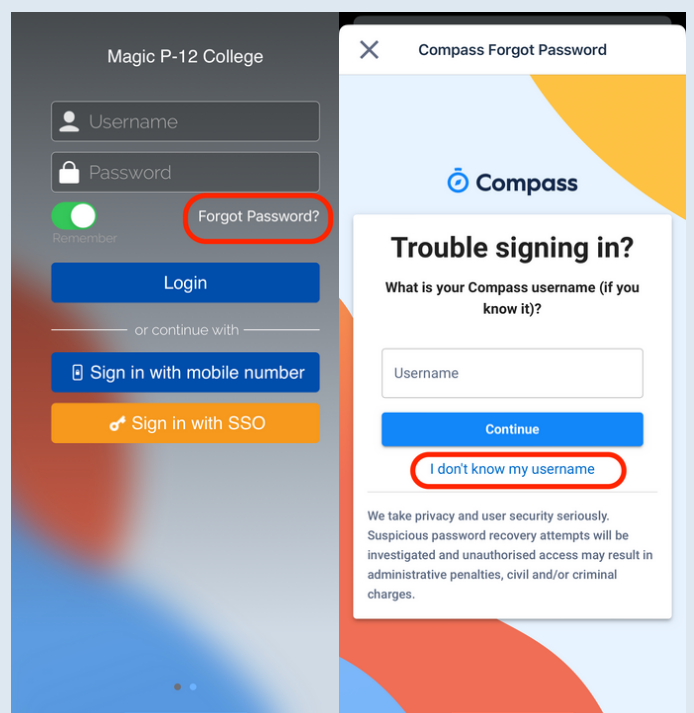 Magic P-12 College
Username
Password
Remember
Forgot Password?
Login
or continue with
Sign in with mobile number
Sign in with SSO
Compass Forgot Password
Compass
Trouble signing in?
What is your Compass username (if you
know it)?
Username
Continue
I don't know my username
We take privacy and user security seriously.
Suspicious password recovery attempts will be
investigated and unauthorised access may result in
administrative penalties, civil and/or criminal
charges.